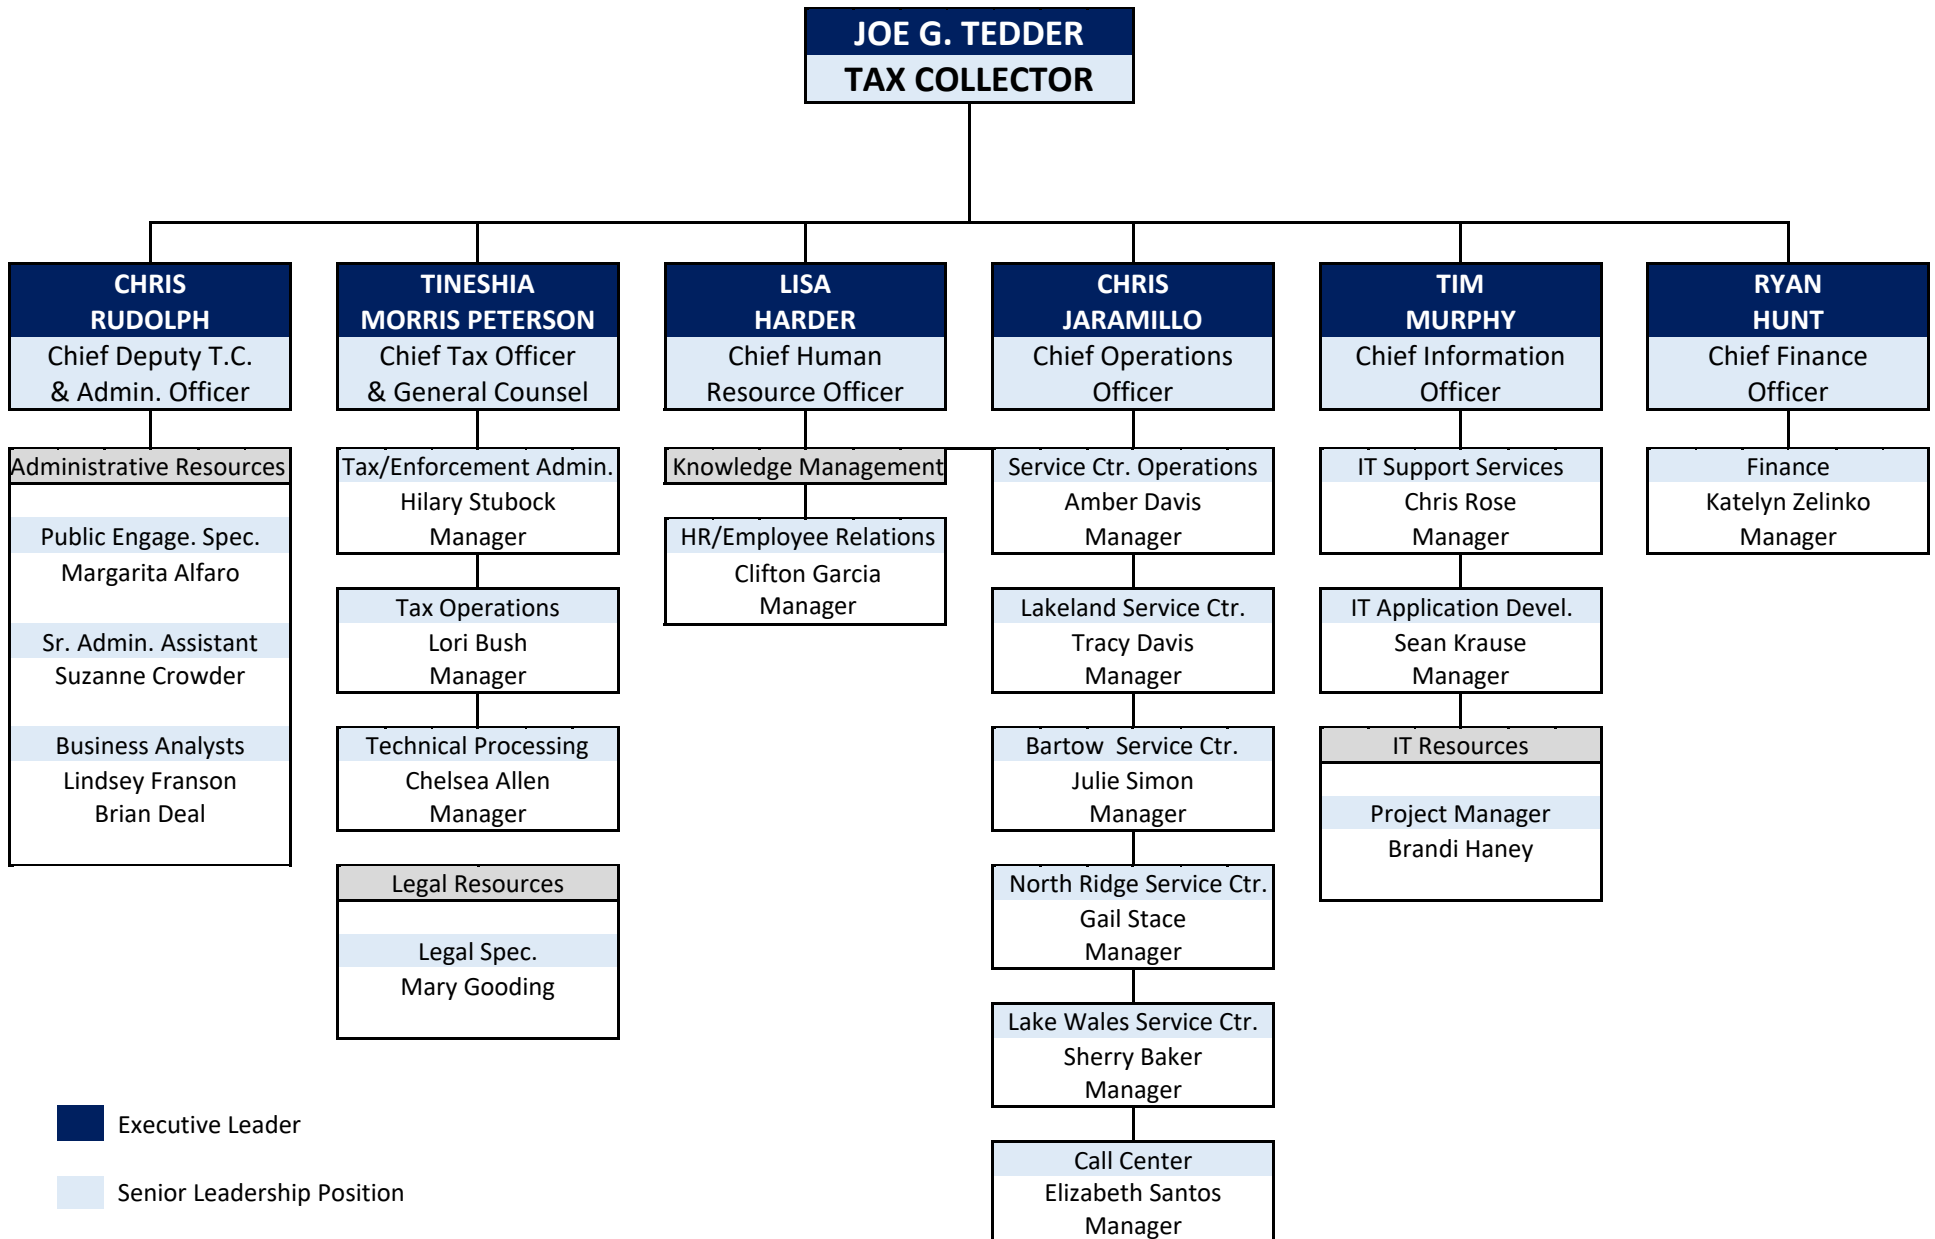 JOE G. TEDDER
TAX COLLECTOR
CHRIS
RUDOLPH
Chief Deputy T.C.
& Admin. Officer
Administrative Resources
Public Engage. Spec.
Margarita Alfaro
Sr. Admin. Assistant
Suzanne Crowder
Business Analysts
Lindsey Franson
Brian Deal
TINESHIA
MORRIS PETERSON
Chief Tax Officer
& General Counsel
Tax/Enforcement Admin.
Hilary Stubock
Manager
Tax Operations
Lori Bush
Manager
Technical Processing
Chelsea Allen
Manager
Legal Resources
Legal Spec.
Mary Gooding
LISA
HARDER
Chief Human
Resource Officer
Knowledge Management
HR/Employee Relations
Clifton Garcia
Manager
CHRIS
JARAMILLO
Chief Operations
Officer
Service Ctr. Operations
Amber Davis
Manager
Lakeland Service Ctr.
Tracy Davis
Manager
Bartow  Service Ctr.
Julie Simon
Manager
North Ridge Service Ctr.
Gail Stace
Manager
Lake Wales Service Ctr.
Sherry Baker
Manager
Call Center
Elizabeth Santos
Manager
TIM
MURPHY
Chief Information
Officer
IT Support Services
Chris Rose
Manager
IT Application Devel.
Sean Krause
Manager
IT Resources
Project Manager
Brandi Haney
RYAN
HUNT
Chief Finance
Officer
Finance
Katelyn Zelinko
Manager
Executive Leader
Senior Leadership Position